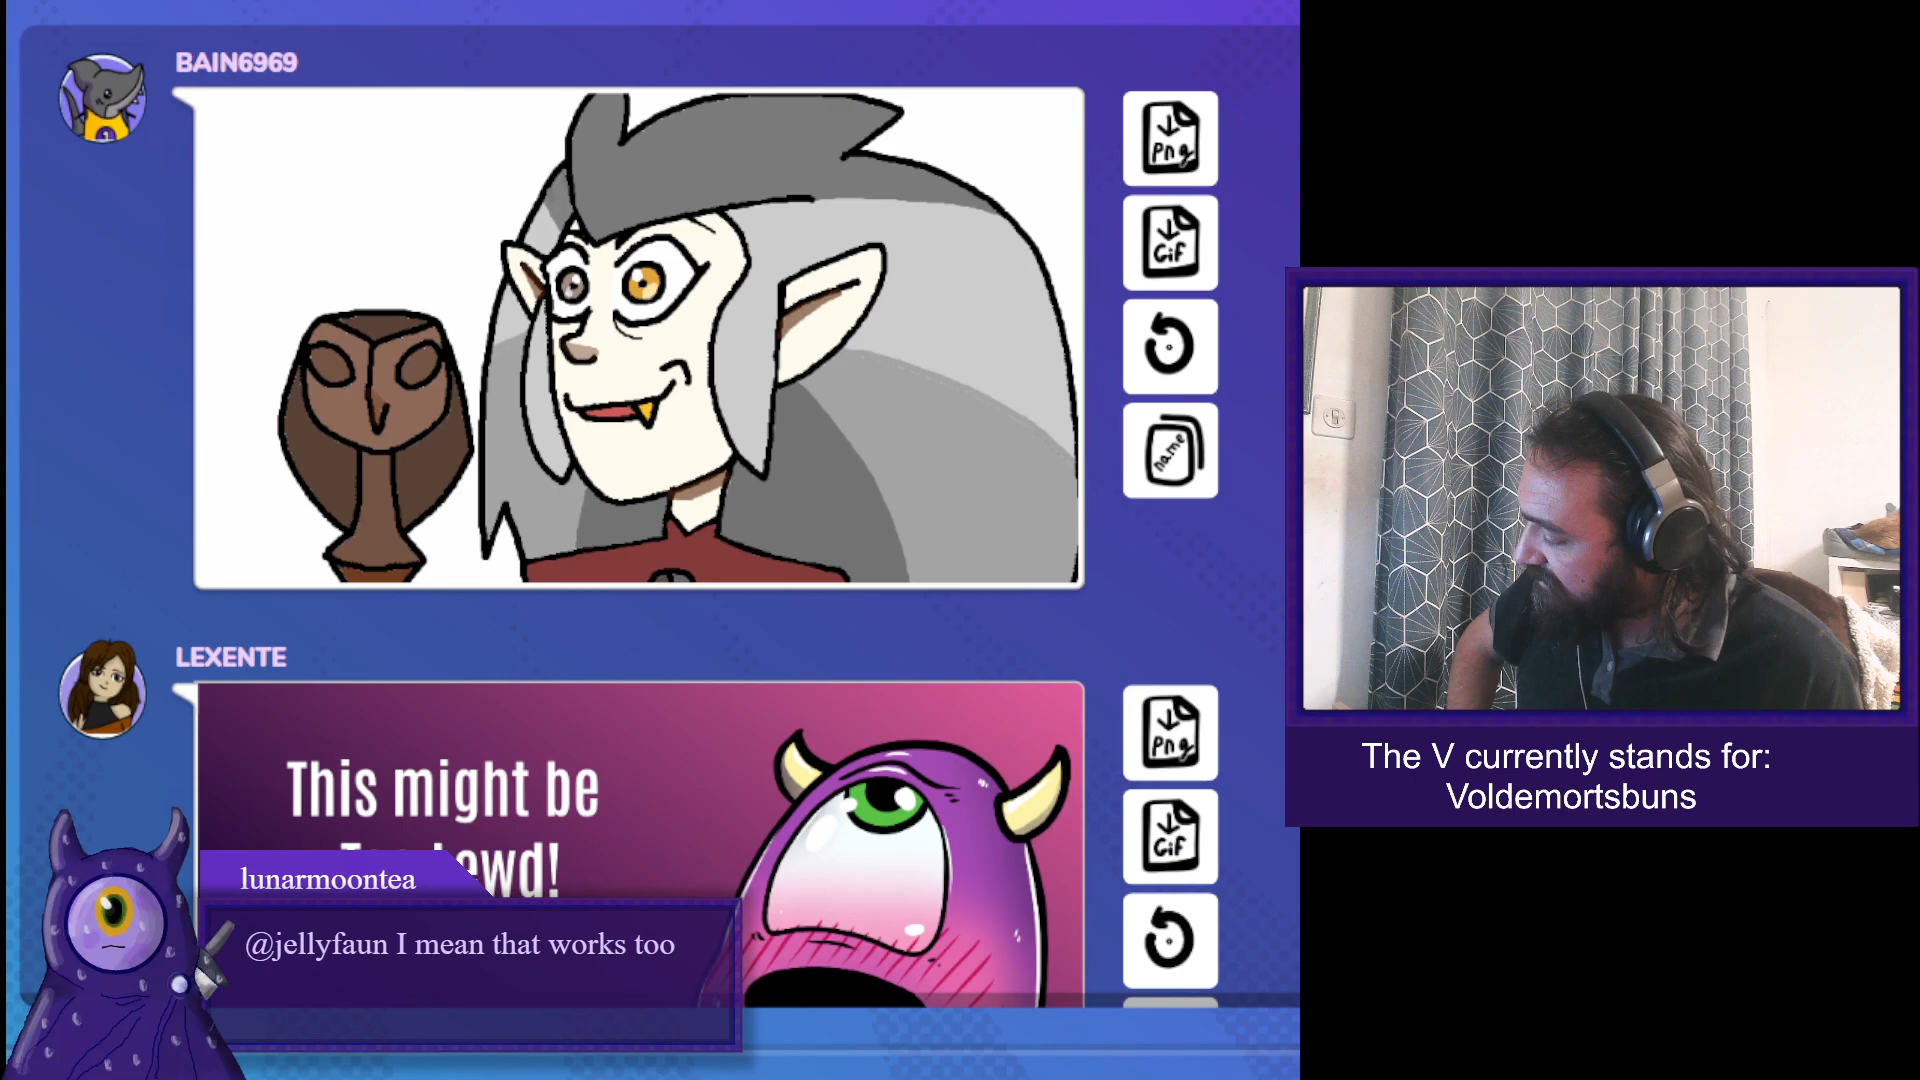 BAIN6969
Png
Gif
name
LEXENTE
This might be
Png
Gif
lunarmoontea
@jellyfaun I mean that works too
The V currently stands for:
Voldemortsbuns